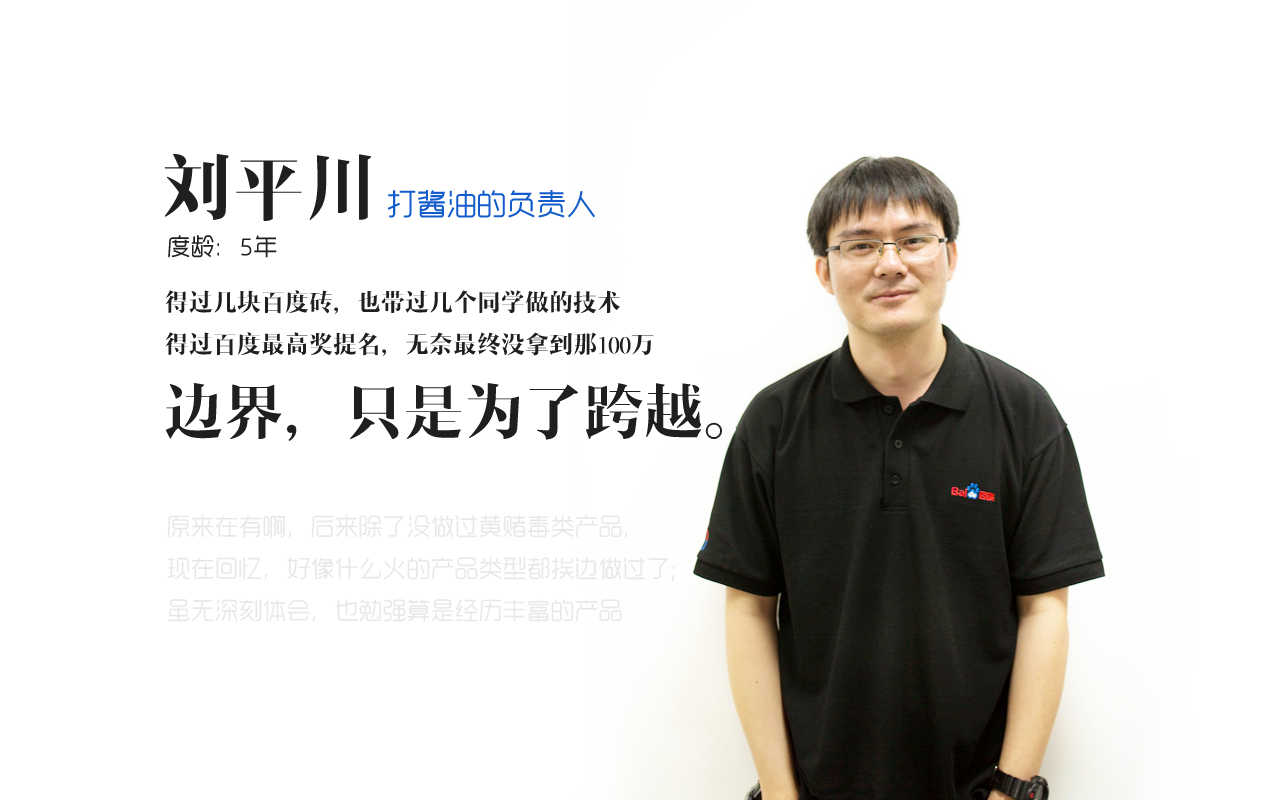 刘平川 打酱油的负责人
度龄：5年
得过几块百度砖，也带过几个同学做的技术
得过百度最高奖提名，无奈最终没拿到那100万
边界，只是为了跨越。
Bai du 百度
原来在有啊，后来除了没做过黄赌毒类产品，
现在回忆，好像什么火的产品类型都挨边做过了；
虽无深刻体会，也勉强算是经历丰富的产品